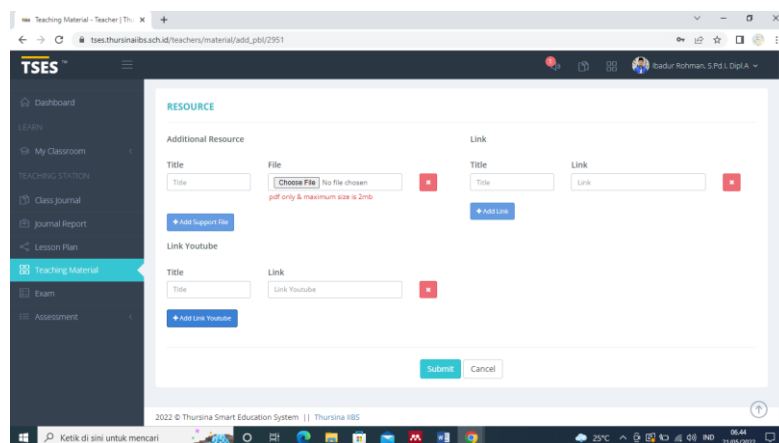 Teaching Material - Teacher | Thu
tses.thursinaiibs.sch.id/teachers/material/add_pbl/2951
TSES ™
Ibadur Rohman. S.Pd.I. Dipl.A
Dashboard
LEARN
My Classroom
TEACHING STATION
Class Journal
Journal Report
Lesson Plan
Teaching Material
Exam
Assessment
RESOURCE
Additional Resource
Title File
Title Choose File No file chosen
pdf only & maximum size is 2mb
+ Add Support File
Link
Title Link
Title Link
+ Add Link
Link Youtube
Title Link
Title Link Youtube
+ Add Link Youtube
Submit Cancel
2022 © Thursina Smart Education System || Thursina IIBS
Ketik di sini untuk mencari
25°C IND 06.44
21/05/2022